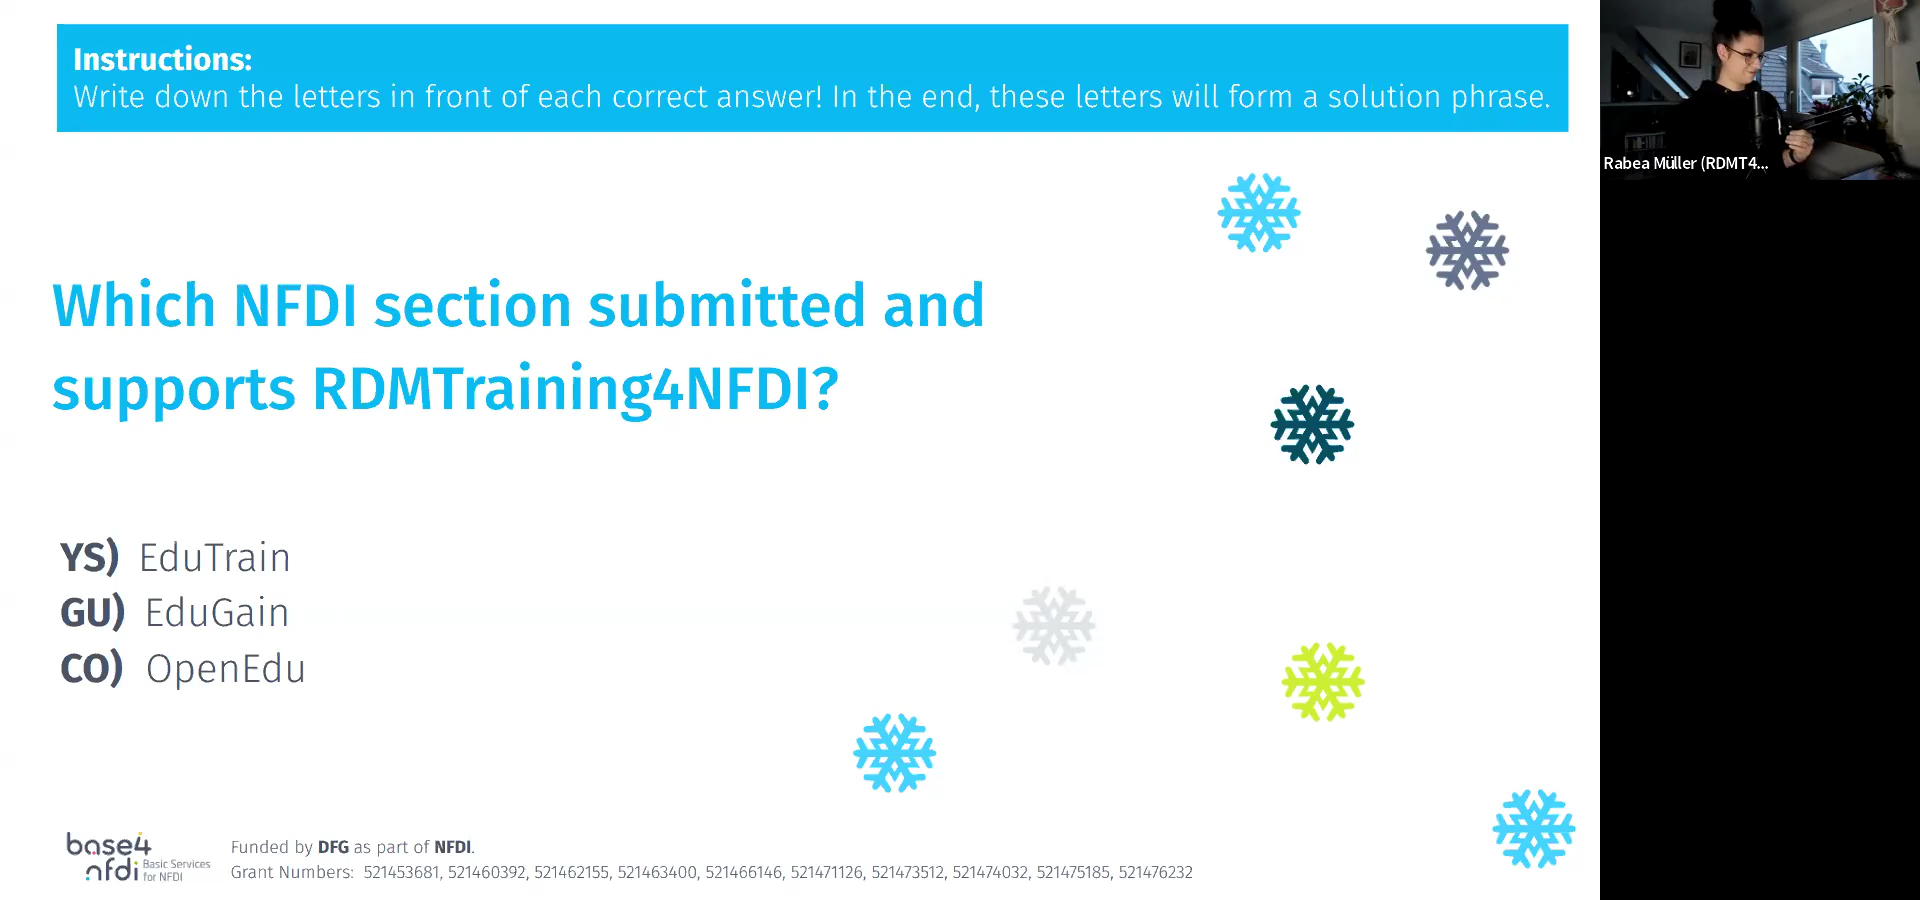 Instructions:
Write down the letters in front of each correct answer! In the end, these letters will form a solution phrase.
Rabea Müller (RDMT4...
Which NFDI section submitted and
supports RDMTraining4NFDI?
YS) EduTrain
GU) EduGain
CO) OpenEdu
base4
nfdi Basic Services
for NFDI
Funded by DFG as part of NFDI.
Grant Numbers: 521453681, 521460392, 521462155, 521463400, 521466146, 521471126, 521473512, 521474032, 521475185, 521476232